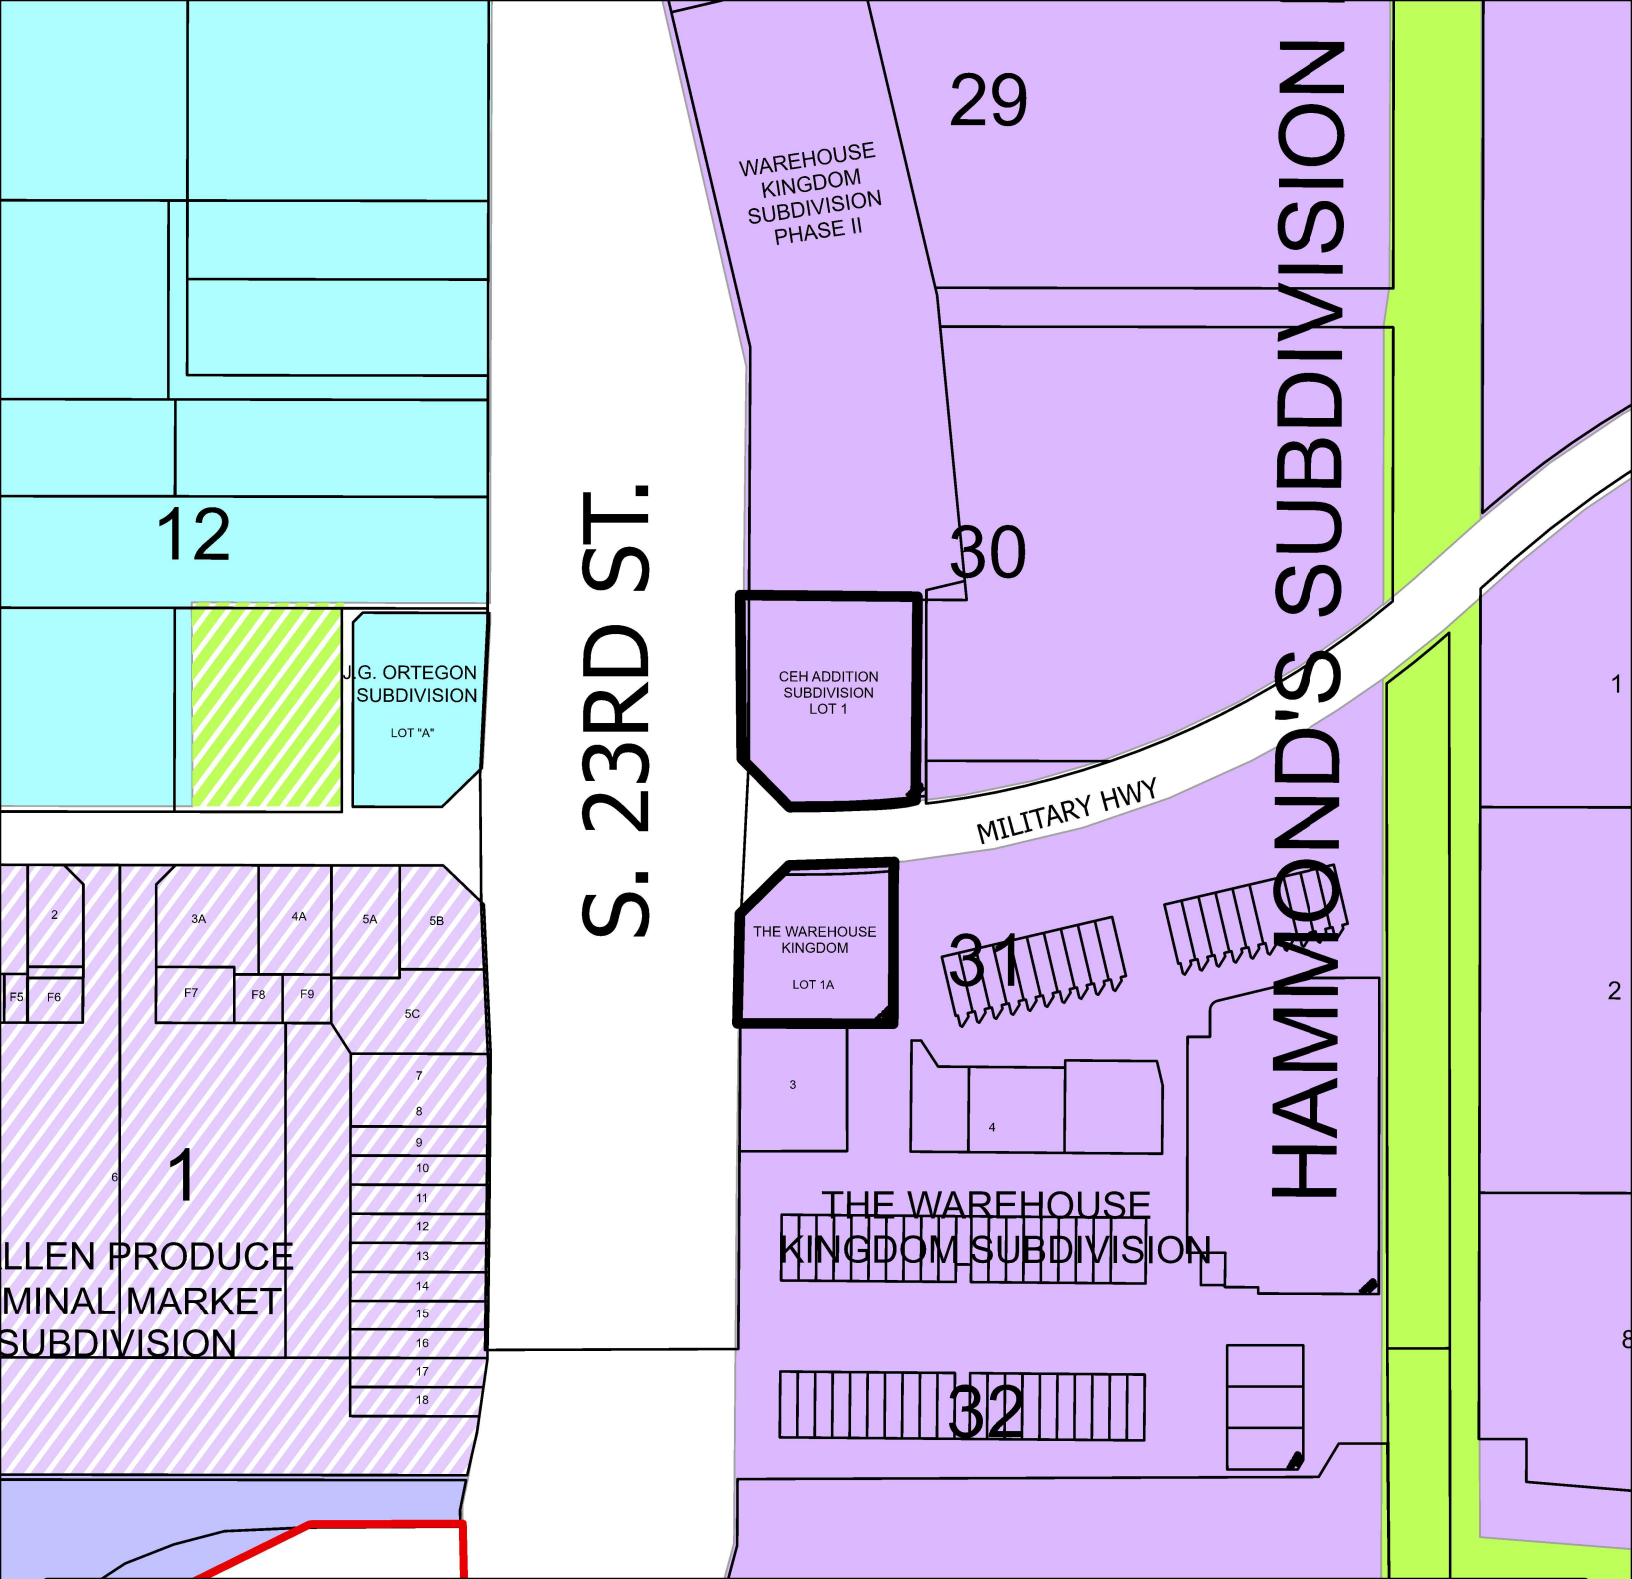 29
WAREHOUSE
KINGDOM
SUBDIVISION
PHASE II
HAMMOND'S SUBDIVISION
12
S. 23RD ST.
30
J.G. ORTEGON
SUBDIVISION
LOT "A"
CEH ADDITION
SUBDIVISION
LOT 1
1
MILITARY HWY
2
3A
4A
5A
5B
THE WAREHOUSE
KINGDOM
LOT 1A
31
F5
F6
F7
F8
F9
5C
2
7
8
9
10
11
12
13
14
15
16
17
18
3
4
6
1
LLEN PRODUCE
MINAL MARKET
SUBDIVISION
THE WAREHOUSE
KINGDOM SUBDIVISION
8
32